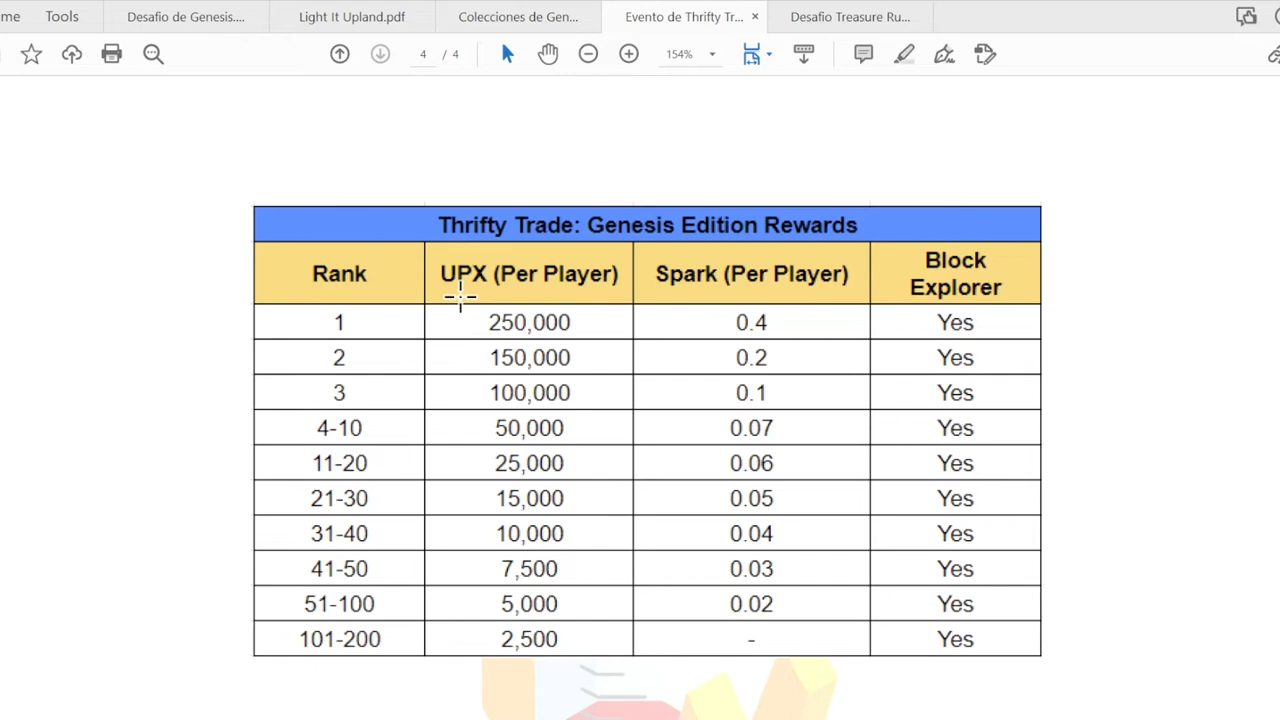 me Tools Desafio de Genesis.... Light It Upland.pdf Colecciones de Gen... Evento de Thrifty Tr... × Desafio Treasure Ru...
4 / 4 154%
Thrifty Trade: Genesis Edition Rewards
Rank UPX (Per Player) Spark (Per Player) Block Explorer
1 250,000 0.4 Yes
2 150,000 0.2 Yes
3 100,000 0.1 Yes
4-10 50,000 0.07 Yes
11-20 25,000 0.06 Yes
21-30 15,000 0.05 Yes
31-40 10,000 0.04 Yes
41-50 7,500 0.03 Yes
51-100 5,000 0.02 Yes
101-200 2,500 - Yes